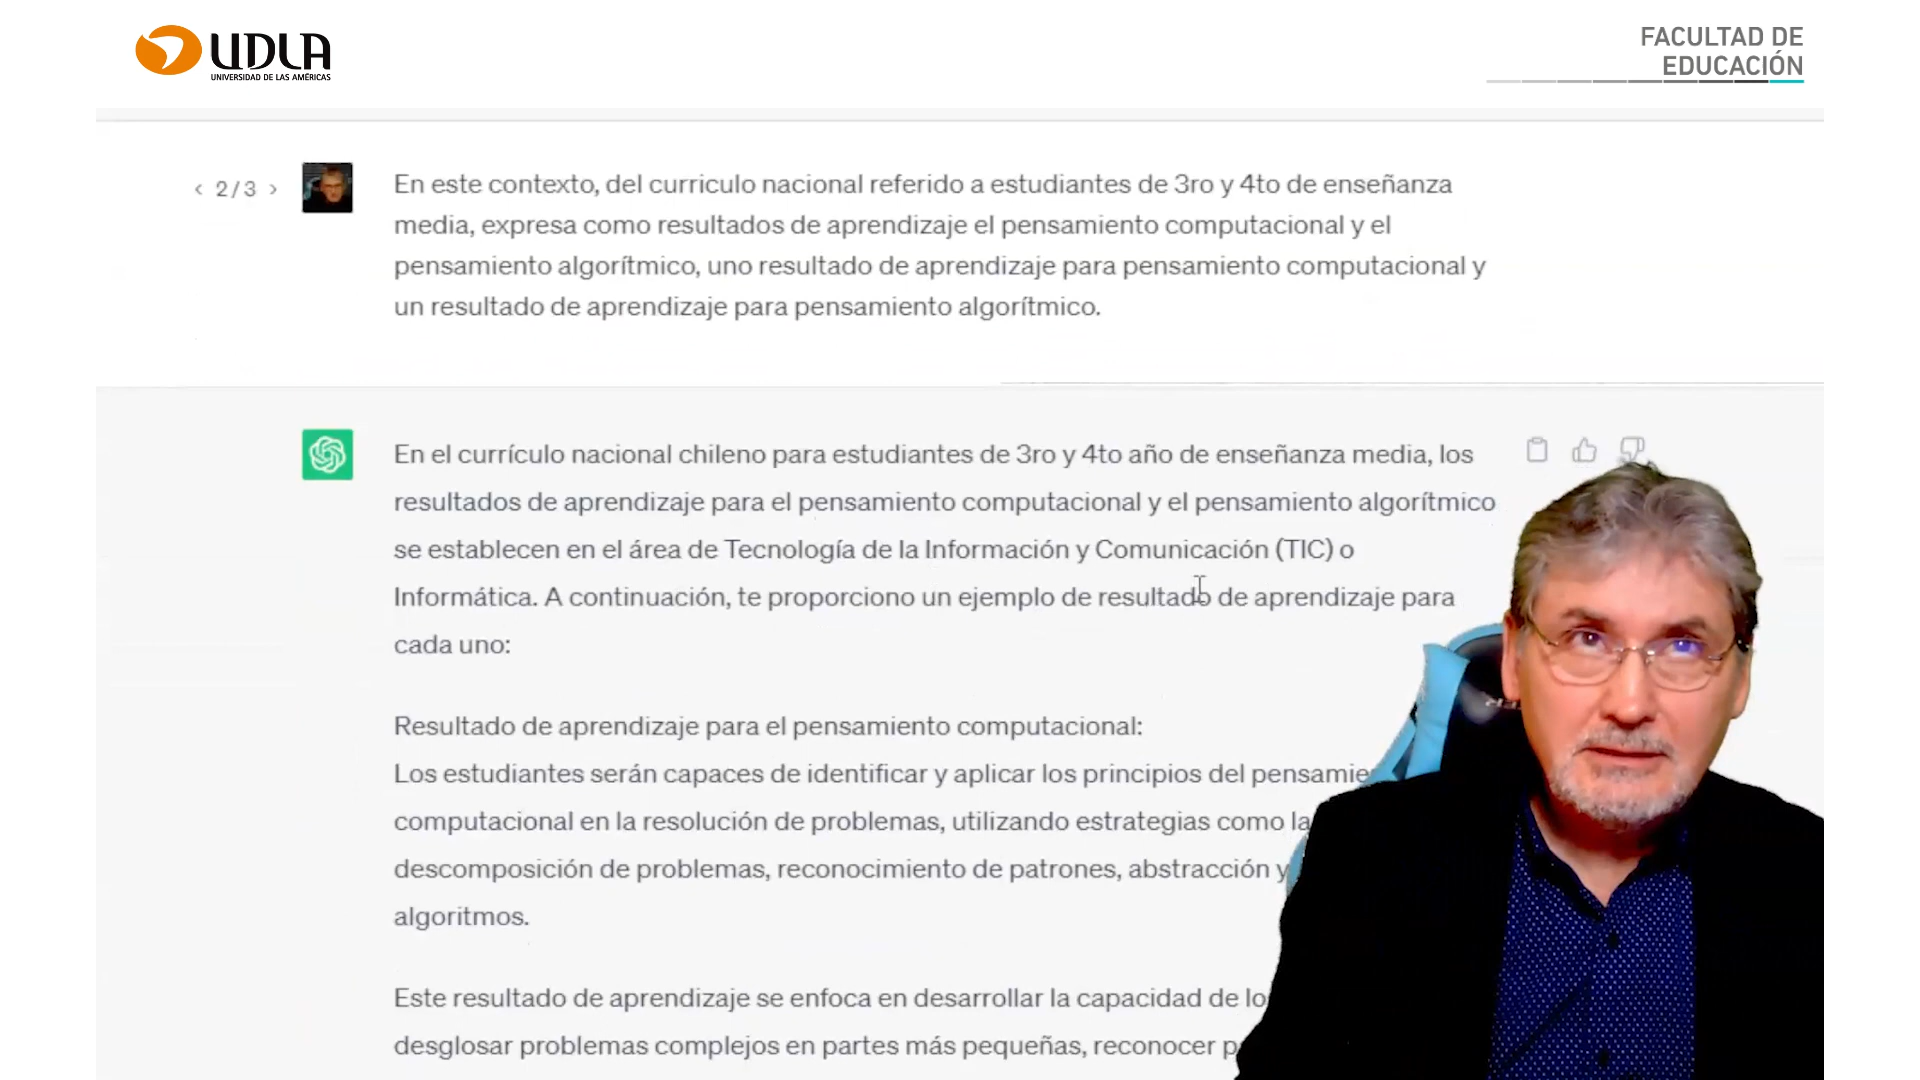 UDLA
UNIVERSIDAD DE LAS AMÉRICAS
FACULTAD DE
EDUCACIÓN
< 2/3 >
En este contexto, del curriculo nacional referido a estudiantes de 3ro y 4to de enseñanza
media, expresa como resultados de aprendizaje el pensamiento computacional y el
pensamiento algorítmico, uno resultado de aprendizaje para pensamiento computacional y
un resultado de aprendizaje para pensamiento algorítmico.
En el currículo nacional chileno para estudiantes de 3ro y 4to año de enseñanza media, los
resultados de aprendizaje para el pensamiento computacional y el pensamiento algorítmico
se establecen en el área de Tecnología de la Información y Comunicación (TIC) o
Informática. A continuación, te proporciono un ejemplo de resultado de aprendizaje para
cada uno:
Resultado de aprendizaje para el pensamiento computacional:
Los estudiantes serán capaces de identificar y aplicar los principios del
computacional en la resolución de problemas, utilizando estrategias como la
descomposición de problemas, reconocimiento de patrones, abstracción y
algoritmos.
Este resultado de aprendizaje se enfoca en desarrollar la capacidad de
desglosar problemas complejos en partes más pequeñas, reconocer